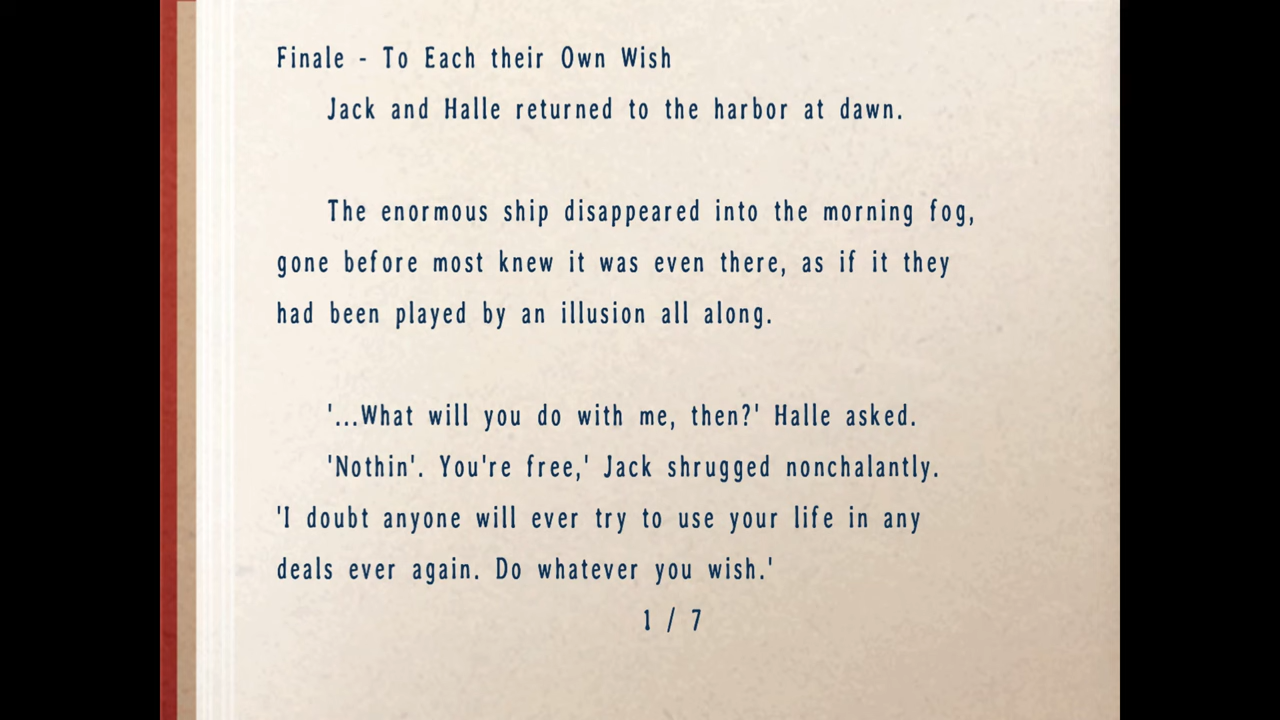 Finale - To Each their Own Wish
Jack and Halle returned to the harbor at dawn.
The enormous ship disappeared into the morning fog,
gone before most knew it was even there, as if it they
had been played by an illusion all along.
'...What will you do with me, then?' Halle asked.
'Nothin'. You're free,' Jack shrugged nonchalantly.
'I doubt anyone will ever try to use your life in any
deals ever again. Do whatever you wish.'
1 / 7